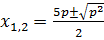 x₁,₂ = (5p±√p²)/2